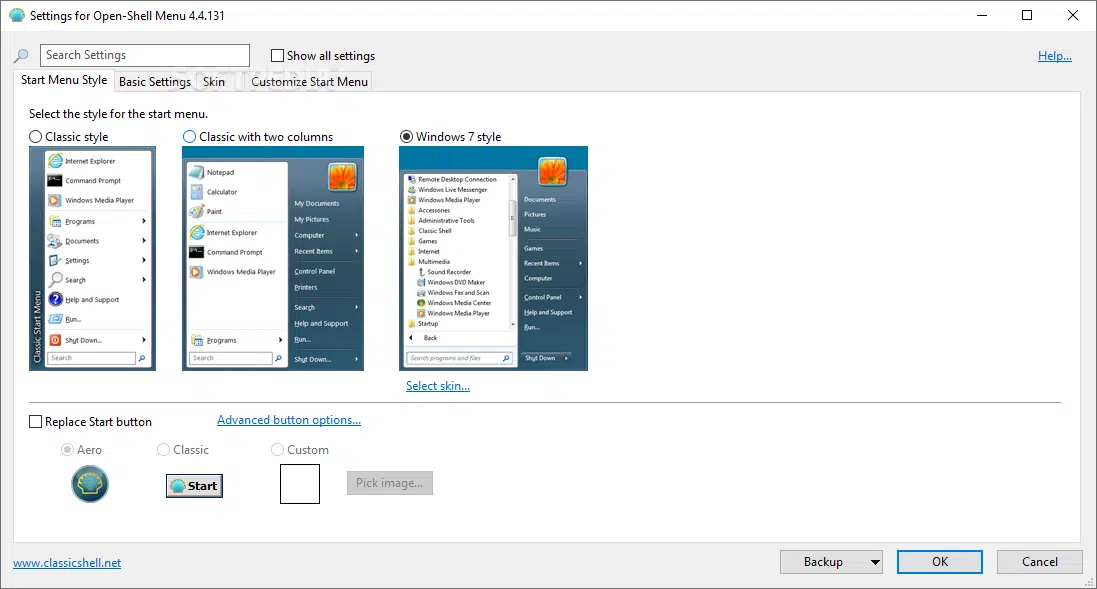 Settings for Open-Shell Menu 4.4.131
Search Settings
Show all settings
Help...
SOFTPEDIA
Start Menu Style
Basic Settings
Skin
Customize Start Menu
Select the style for the start menu.
Classic style
Classic with two columns
Windows 7 style
Internet Explorer
Command Prompt
Windows Media Player
Programs
Documents
Settings
Search
Help and Support
Run...
Shut Down...
Search
Classic Start Menu
Notepad
Calculator
Paint
Internet Explorer
Command Prompt
Windows Media Player
Programs
Search
My Documents
My Pictures
Computer
Recent Items
Control Panel
Printers
Search
Help and Support
Run...
Shut Down...
Remote Desktop Connection
Windows Live Messenger
Windows Media Player
Accessories
Administrative Tools
Classic Shell
Games
Internet
Multimedia
Sound Recorder
Windows DVD Maker
Windows Fax and Scan
Windows Media Center
Windows Media Player
Startup
Back
Search programs and files
Documents
Pictures
Music
Games
Recent Items
Computer
Control Panel
Help and Support
Run...
Shut Down
Select skin...
Replace Start button
Advanced button options...
Aero
Classic
Custom
Start
Pick image...
www.classicshell.net
Backup
OK
Cancel